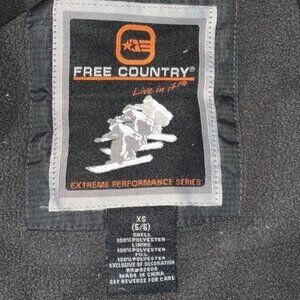 FREE COUNTRY®
Live in it!®
EXTREME PERFORMANCE SERIES
XS
(5/6)
SHELL
100% POLYESTER
LINING
100% POLYESTER
FILL
100% POLYESTER
EXCLUSIVE OF DECORATION
MADE IN CHINA
SEE REVERSE FOR CARE